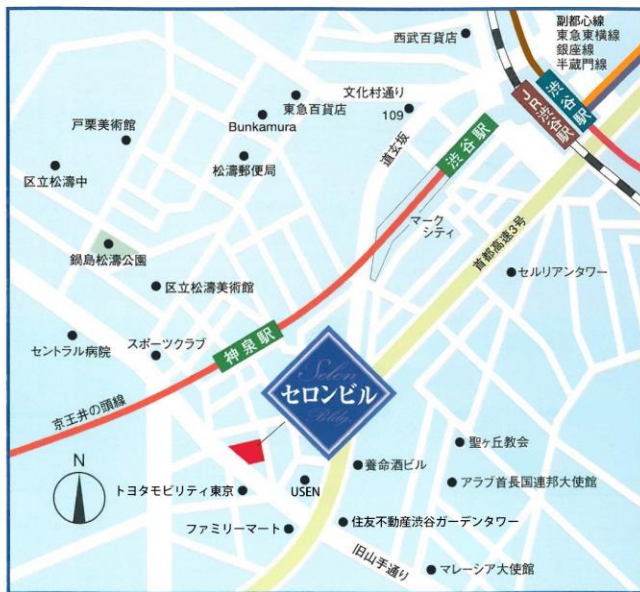 西武百貨店
副都心線
東急東横線
銀座線
半蔵門線
渋谷駅
JR渋谷駅
文化村通り
東急百貨店
109
Bunkamura
戸栗美術館
道玄坂
渋谷駅
松濤郵便局
区立松濤中
マーク
シティ
首都高速3号
鍋島松濤公園
セルリアンタワー
区立松濤美術館
スポーツクラブ
神泉駅
セントラル病院
Selon
セロンビル
Bldg.
京王井の頭線
聖ヶ丘教会
養命酒ビル
N
アラブ首長国連邦大使館
トヨタモビリティ東京
USEN
住友不動産渋谷ガーデンタワー
ファミリーマート
旧山手通り
マレーシア大使館